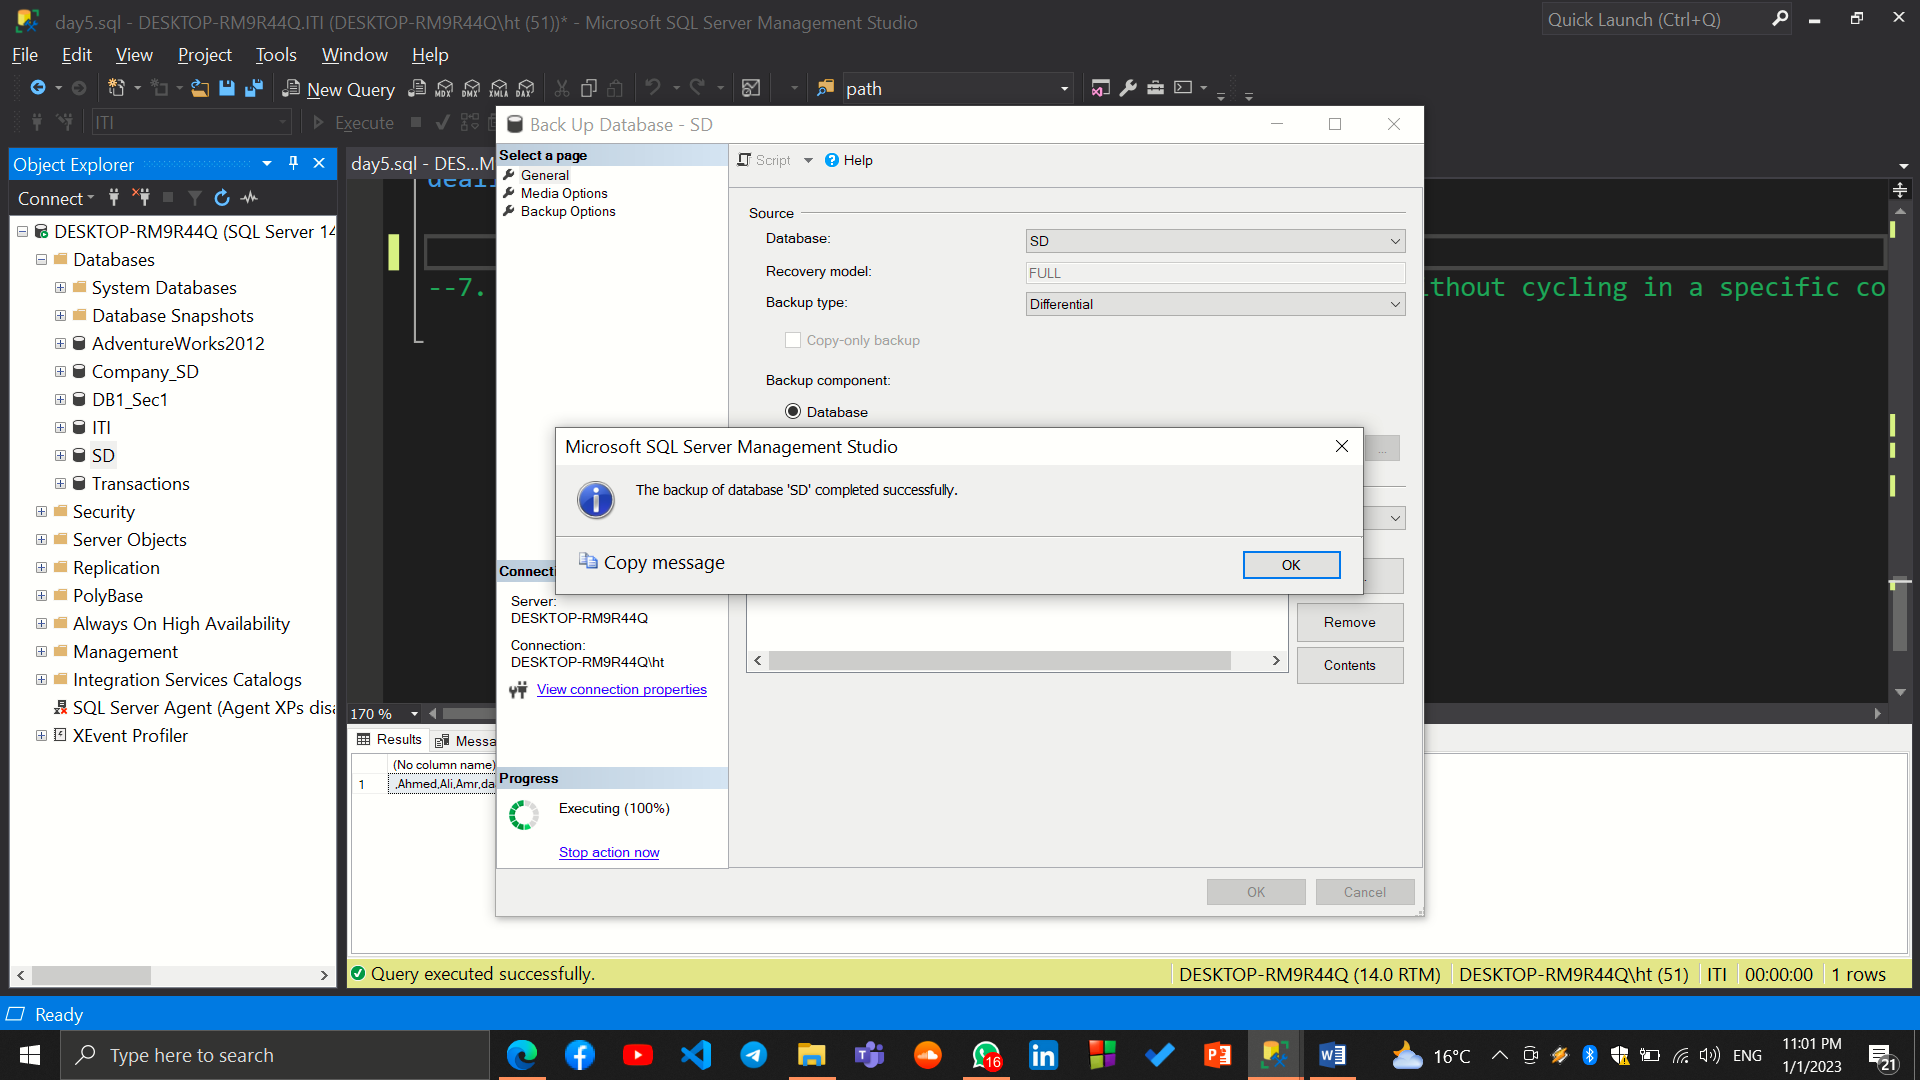 day5.sql - DESKTOP-RM9R44Q.ITI (DESKTOP-RM9R44Q\ht (51))* - Microsoft SQL Server Management Studio
Quick Launch (Ctrl+Q)
File Edit View Project Tools Window Help
New Query
MDX DMX XMLA DAX
path
ITI
Execute
Object Explorer
Connect
DESKTOP-RM9R44Q (SQL Server 14
Databases
System Databases
Database Snapshots
AdventureWorks2012
Company_SD
DB1_Sec1
ITI
SD
Transactions
Security
Server Objects
Replication
PolyBase
Always On High Availability
Management
Integration Services Catalogs
SQL Server Agent (Agent XPs disa
XEvent Profiler
day5.sql - DES...M
--7.
thout cycling in a specific co
170 %
Results
Messa
(No column name)
1 ,Ahmed,Ali,Amr,da
Back Up Database - SD
Select a page
General
Media Options
Backup Options
Script
Help
Source
Database:
SD
Recovery model:
FULL
Backup type:
Differential
Copy-only backup
Backup component:
Database
...
Microsoft SQL Server Management Studio
The backup of database 'SD' completed successfully.
Copy message
OK
Remove
Contents
Connecti
Server:
DESKTOP-RM9R44Q
Connection:
DESKTOP-RM9R44Q\ht
View connection properties
Progress
Executing (100%)
Stop action now
OK
Cancel
Query executed successfully.
DESKTOP-RM9R44Q (14.0 RTM)
DESKTOP-RM9R44Q\ht (51)
ITI
00:00:00
1 rows
Ready
Type here to search
16
16°C
ENG
11:01 PM
1/1/2023
21